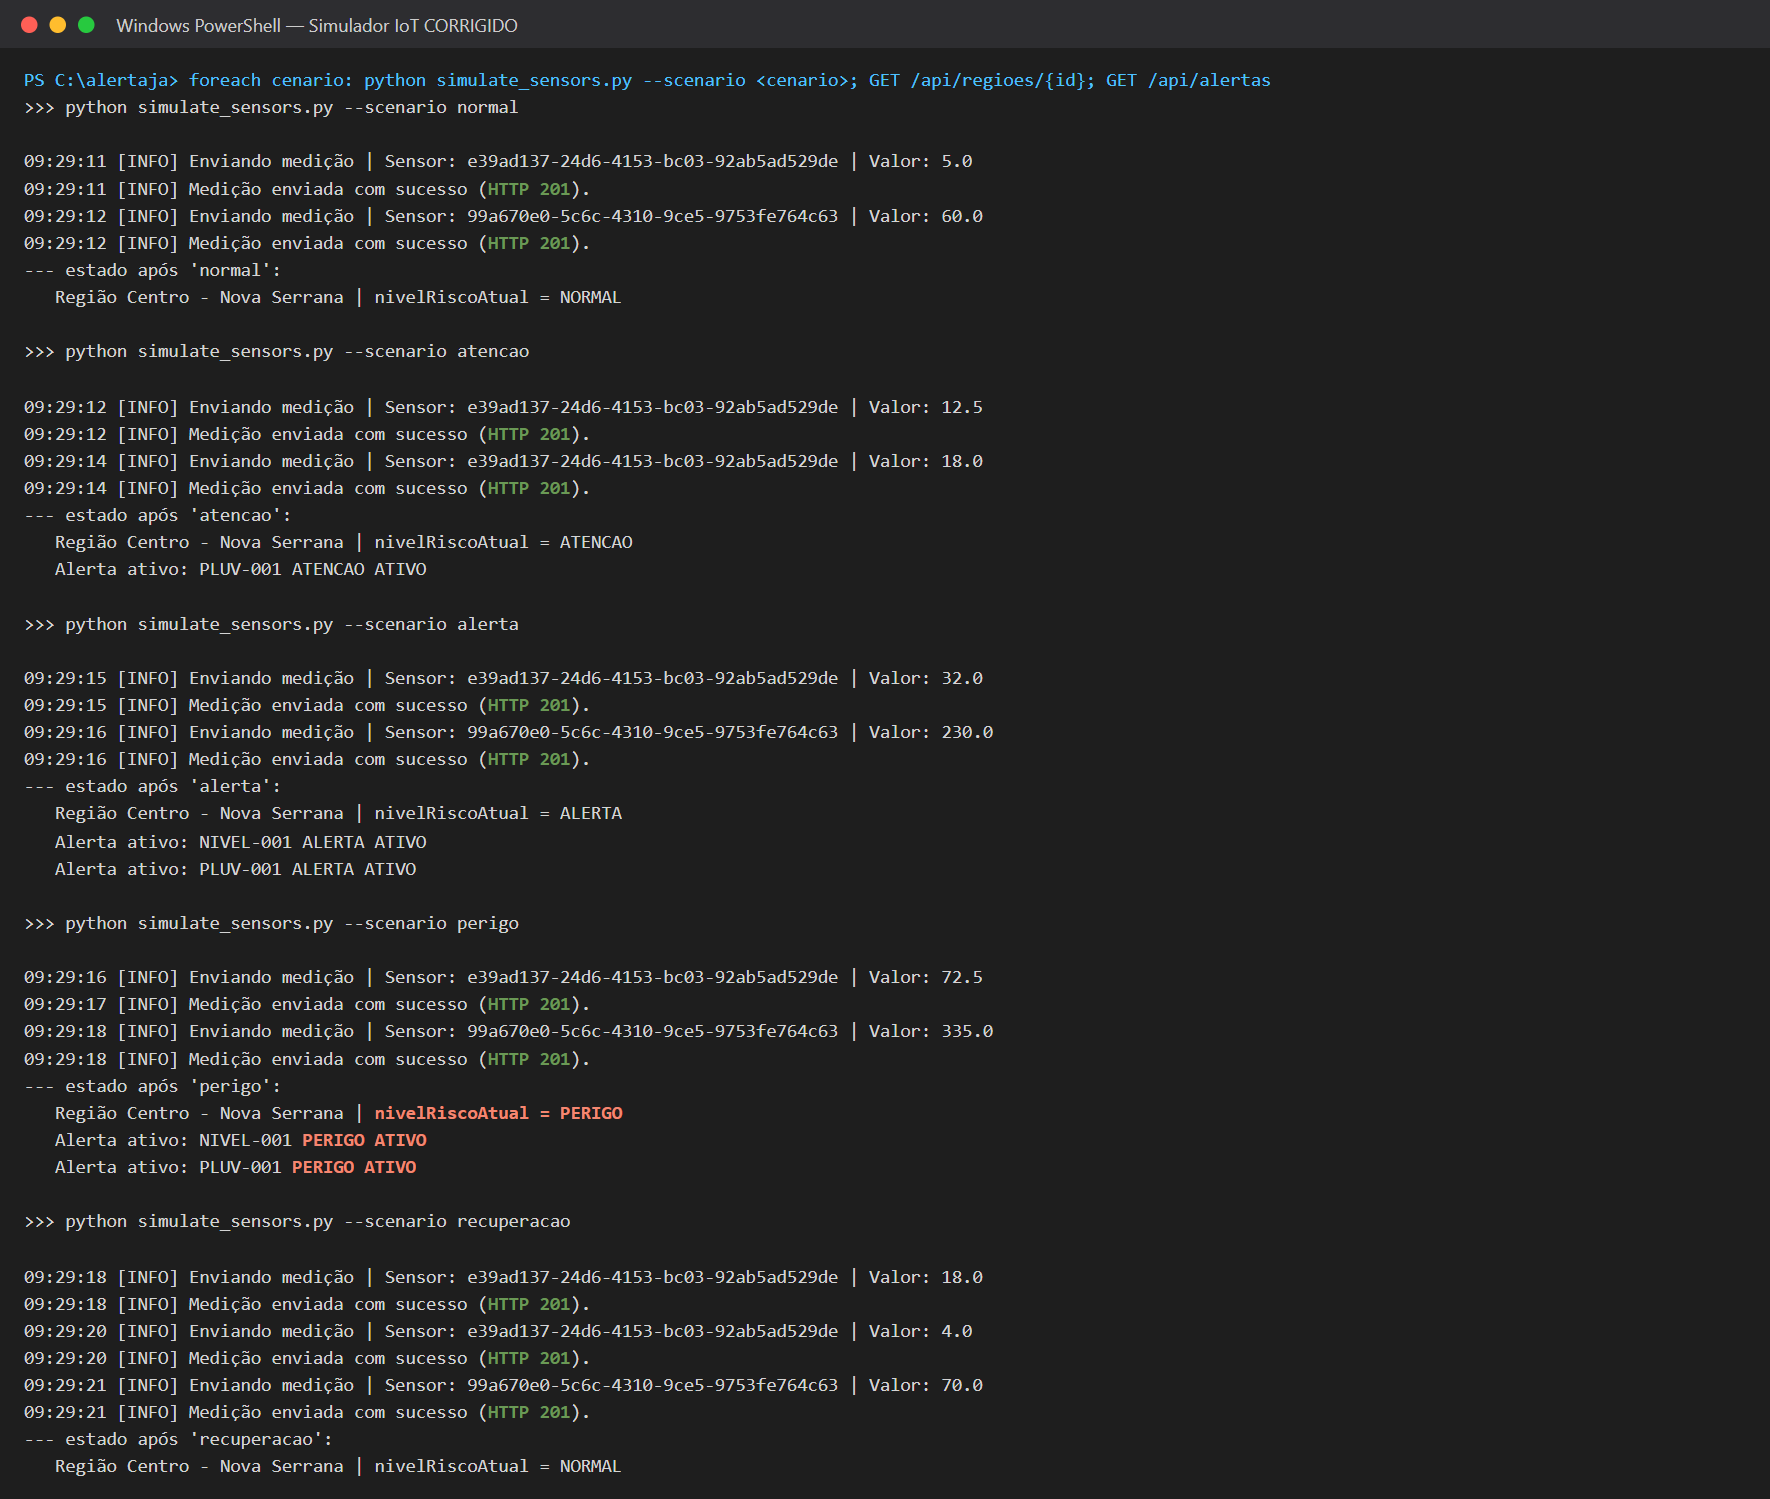 Windows PowerShell — Simulador IoT CORRIGIDO
PS C:\alertaja> foreach cenario: python simulate_sensors.py --scenario <cenario>; GET /api/regioes/{id}; GET /api/alertas
>>> python simulate_sensors.py --scenario normal
09:29:11 [INFO] Enviando medição | Sensor: e39ad137-24d6-4153-bc03-92ab5ad529de | Valor: 5.0
09:29:11 [INFO] Medição enviada com sucesso (HTTP 201).
09:29:12 [INFO] Enviando medição | Sensor: 99a670e0-5c6c-4310-9ce5-9753fe764c63 | Valor: 60.0
09:29:12 [INFO] Medição enviada com sucesso (HTTP 201).
--- estado após 'normal':
Região Centro - Nova Serrana | nivelRiscoAtual = NORMAL
>>> python simulate_sensors.py --scenario atencao
09:29:12 [INFO] Enviando medição | Sensor: e39ad137-24d6-4153-bc03-92ab5ad529de | Valor: 12.5
09:29:12 [INFO] Medição enviada com sucesso (HTTP 201).
09:29:14 [INFO] Enviando medição | Sensor: e39ad137-24d6-4153-bc03-92ab5ad529de | Valor: 18.0
09:29:14 [INFO] Medição enviada com sucesso (HTTP 201).
--- estado após 'atencao':
Região Centro - Nova Serrana | nivelRiscoAtual = ATENCAO
Alerta ativo: PLUV-001 ATENCAO ATIVO
>>> python simulate_sensors.py --scenario alerta
09:29:15 [INFO] Enviando medição | Sensor: e39ad137-24d6-4153-bc03-92ab5ad529de | Valor: 32.0
09:29:15 [INFO] Medição enviada com sucesso (HTTP 201).
09:29:16 [INFO] Enviando medição | Sensor: 99a670e0-5c6c-4310-9ce5-9753fe764c63 | Valor: 230.0
09:29:16 [INFO] Medição enviada com sucesso (HTTP 201).
--- estado após 'alerta':
Região Centro - Nova Serrana | nivelRiscoAtual = ALERTA
Alerta ativo: NIVEL-001 ALERTA ATIVO
Alerta ativo: PLUV-001 ALERTA ATIVO
>>> python simulate_sensors.py --scenario perigo
09:29:16 [INFO] Enviando medição | Sensor: e39ad137-24d6-4153-bc03-92ab5ad529de | Valor: 72.5
09:29:17 [INFO] Medição enviada com sucesso (HTTP 201).
09:29:18 [INFO] Enviando medição | Sensor: 99a670e0-5c6c-4310-9ce5-9753fe764c63 | Valor: 335.0
09:29:18 [INFO] Medição enviada com sucesso (HTTP 201).
--- estado após 'perigo':
Região Centro - Nova Serrana | nivelRiscoAtual = PERIGO
Alerta ativo: NIVEL-001 PERIGO ATIVO
Alerta ativo: PLUV-001 PERIGO ATIVO
>>> python simulate_sensors.py --scenario recuperacao
09:29:18 [INFO] Enviando medição | Sensor: e39ad137-24d6-4153-bc03-92ab5ad529de | Valor: 18.0
09:29:18 [INFO] Medição enviada com sucesso (HTTP 201).
09:29:20 [INFO] Enviando medição | Sensor: e39ad137-24d6-4153-bc03-92ab5ad529de | Valor: 4.0
09:29:20 [INFO] Medição enviada com sucesso (HTTP 201).
09:29:21 [INFO] Enviando medição | Sensor: 99a670e0-5c6c-4310-9ce5-9753fe764c63 | Valor: 70.0
09:29:21 [INFO] Medição enviada com sucesso (HTTP 201).
--- estado após 'recuperacao':
Região Centro - Nova Serrana | nivelRiscoAtual = NORMAL